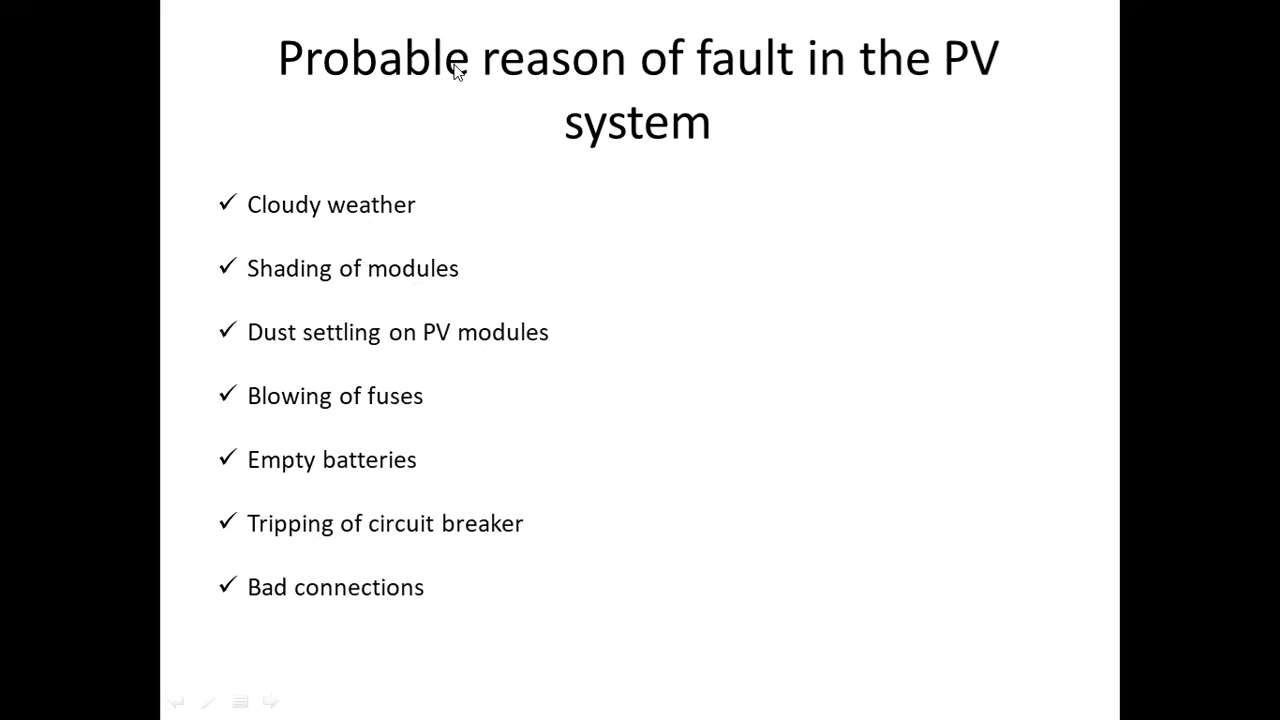 Probable reason of fault in the PV
system
✓ Cloudy weather
✓ Shading of modules
✓ Dust settling on PV modules
✓ Blowing of fuses
✓ Empty batteries
✓ Tripping of circuit breaker
✓ Bad connections